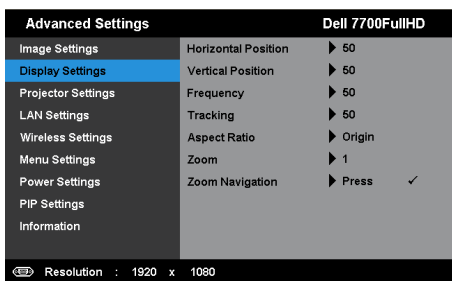 Advanced Settings Dell 7700FullHD
Image Settings Horizontal Position 50
Display Settings Vertical Position 50
Projector Settings Frequency 50
LAN Settings Tracking 50
Wireless Settings Aspect Ratio Origin
Menu Settings Zoom 1
Power Settings Zoom Navigation Press ✓
PIP Settings
Information
Resolution : 1920 x 1080